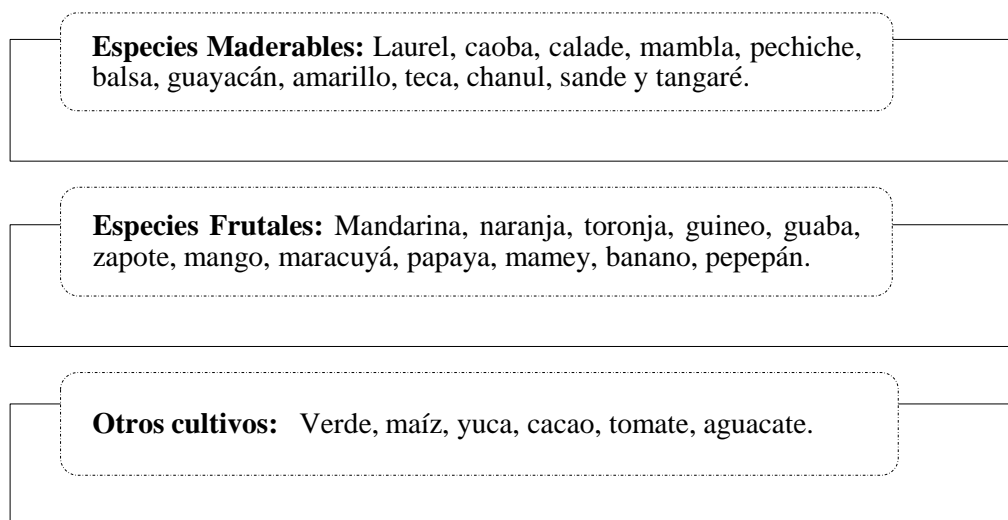 Especies Maderables: Laurel, caoba, calade, mambla, pechiche,
balsa, guayacán, amarillo, teca, chanul, sande y tangaré.
Especies Frutales: Mandarina, naranja, toronja, guineo, guaba,
zapote, mango, maracuyá, papaya, mamey, banano, pepepán.
Otros cultivos: Verde, maíz, yuca, cacao, tomate, aguacate.